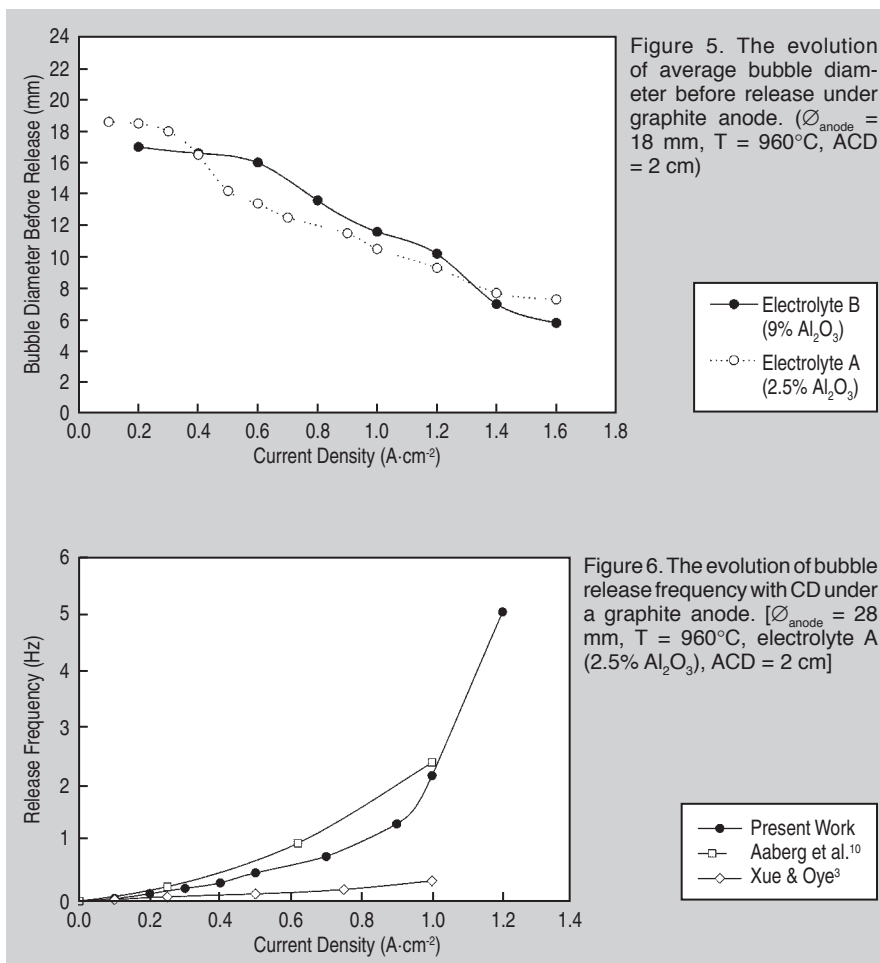 24
22
20
18
16
14
12
10
8
6
4
2
0
Bubble Diameter Before Release (mm)
0.0 0.2 0.4 0.6 0.8 1.0 1.2 1.4 1.6 1.8
Current Density (A·cm⁻²)
Figure 5. The evolution
of average bubble diam-
eter before release under
graphite anode. (∅anode =
18 mm, T = 960°C, ACD
= 2 cm)
Electrolyte B
(9% Al₂O₃)
Electrolyte A
(2.5% Al₂O₃)
6
5
4
3
2
1
0
Release Frequency (Hz)
0.2 0.4 0.6 0.8 1.0 1.2 1.4
Current Density (A·cm⁻²)
Figure 6. The evolution of bubble
release frequency with CD under
a graphite anode. [∅anode = 28
mm, T = 960°C, electrolyte A
(2.5% Al₂O₃), ACD = 2 cm]
Present Work
Aaberg et al.¹⁰
Xue & Oye³